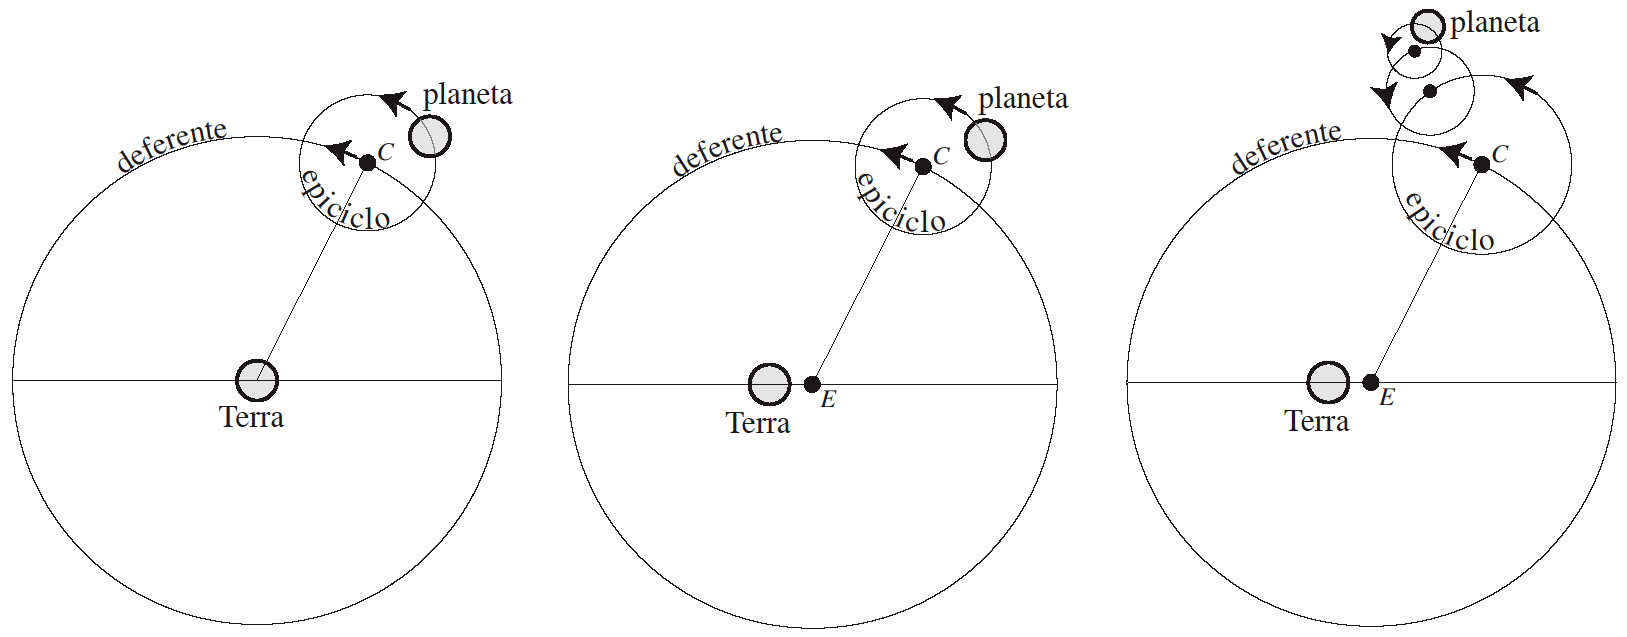 planeta
deferente
C
epiciclo
Terra
planeta
deferente
C
epiciclo
Terra
E
planeta
deferente
C
epiciclo
Terra
E